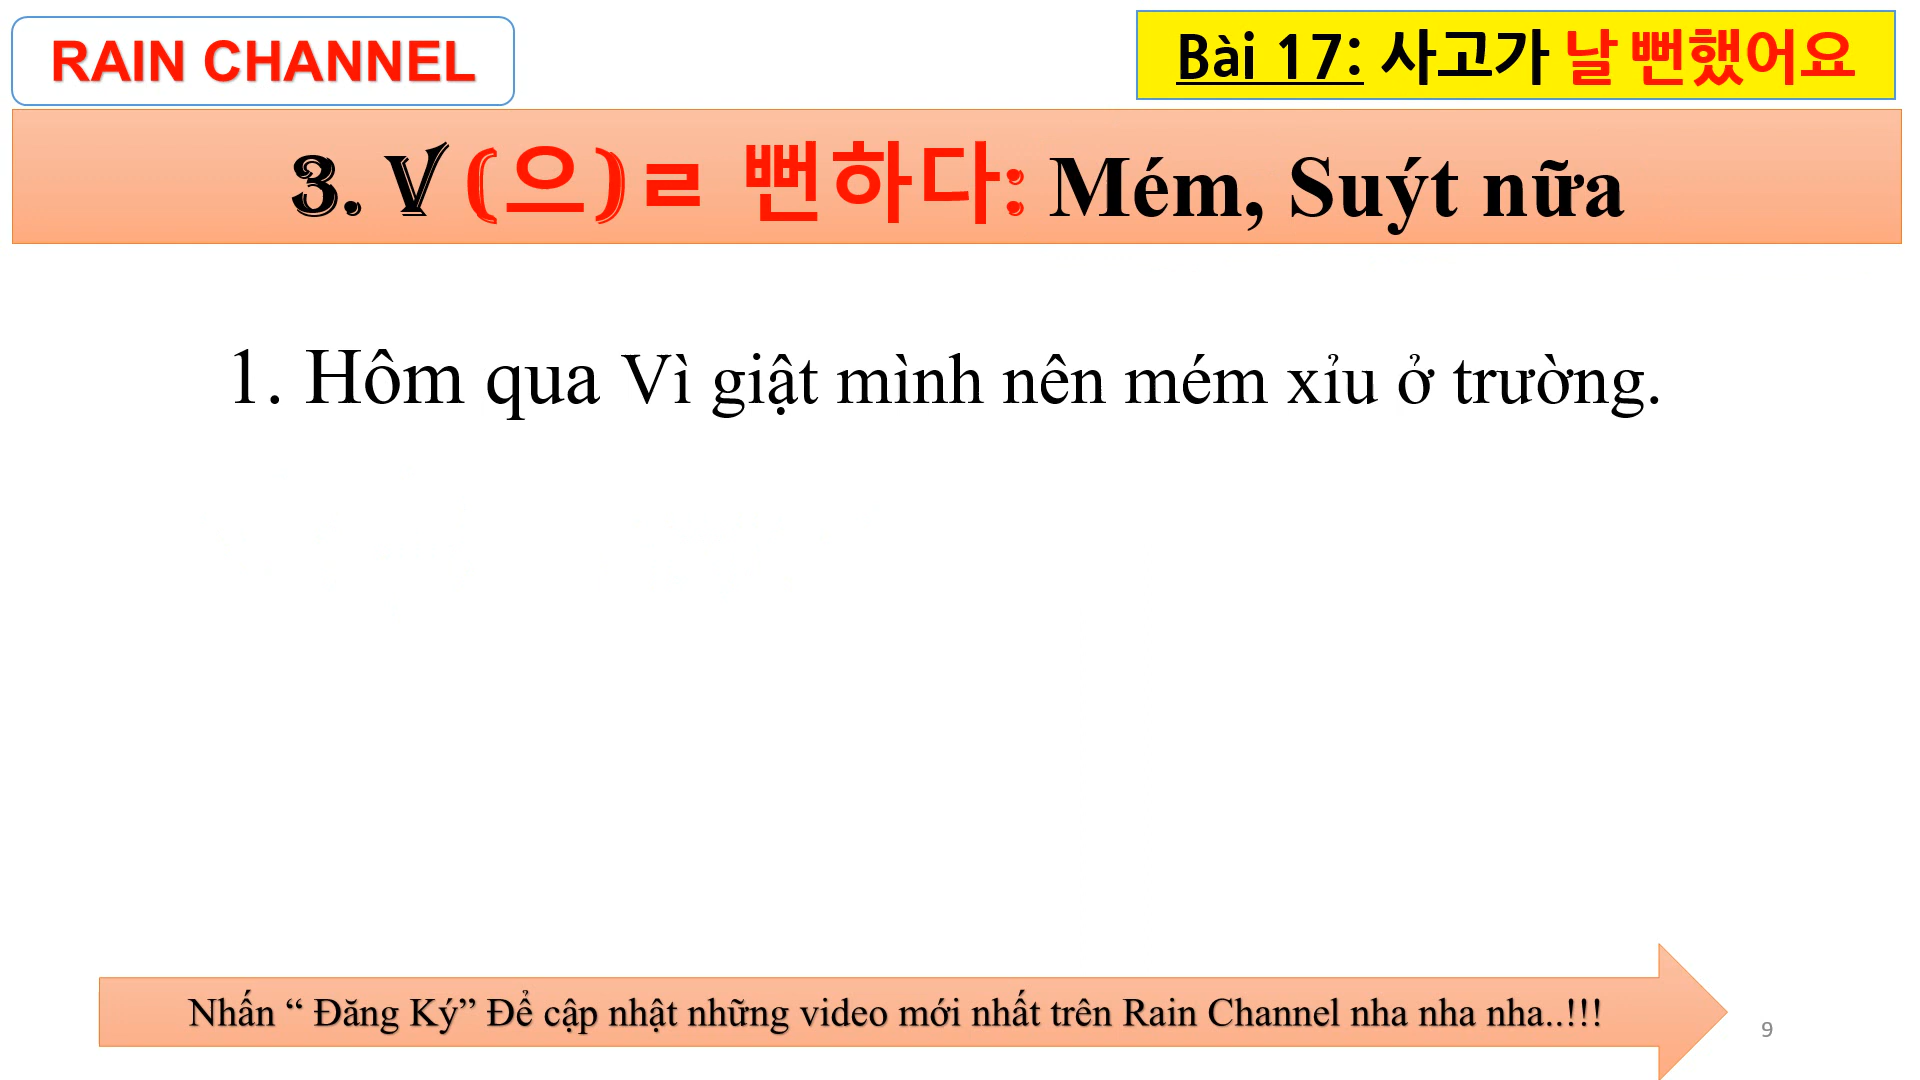 RAIN CHANNEL
Bài 17: 사고가 날 뻔했어요
3. V (으)ㄹ 뻔하다: Mém, Suýt nữa
1. Hôm qua Vì giật mình nên mém xỉu ở trường.
Nhấn “ Đăng Ký” Để cập nhật những video mới nhất trên Rain Channel nha nha nha..!!!
9